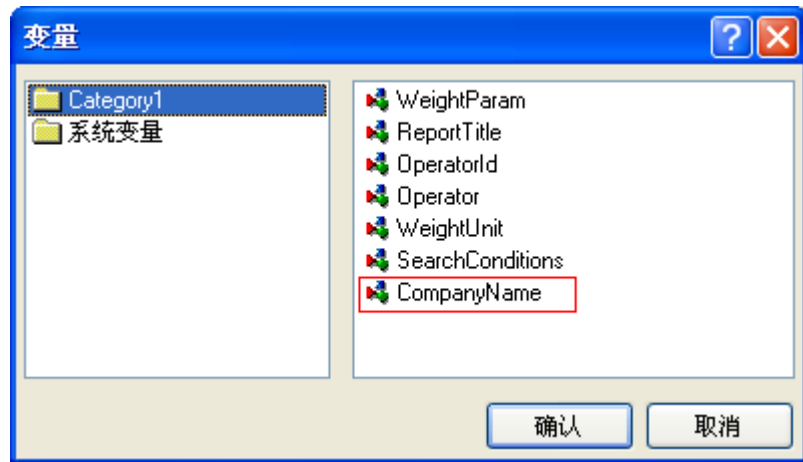 变量
Category1
系统变量
WeightParam
ReportTitle
OperatorId
Operator
WeightUnit
SearchConditions
CompanyName
确认
取消